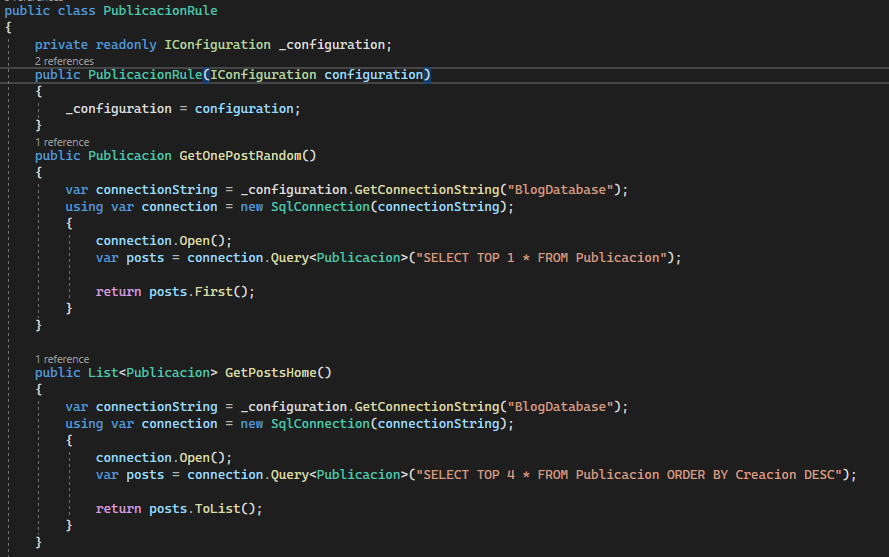 public class PublicacionRule
{
private readonly IConfiguration _configuration;
2 references
public PublicacionRule(IConfiguration configuration)
{
_configuration = configuration;
}
1 reference
public Publicacion GetOnePostRandom()
{
var connectionString = _configuration.GetConnectionString("BlogDatabase");
using var connection = new SqlConnection(connectionString);
{
connection.Open();
var posts = connection.Query<Publicacion>("SELECT TOP 1 * FROM Publicacion");
return posts.First();
}
}
1 reference
public List<Publicacion> GetPostsHome()
{
var connectionString = _configuration.GetConnectionString("BlogDatabase");
using var connection = new SqlConnection(connectionString);
{
connection.Open();
var posts = connection.Query<Publicacion>("SELECT TOP 4 * FROM Publicacion ORDER BY Creacion DESC");
return posts.ToList();
}
}